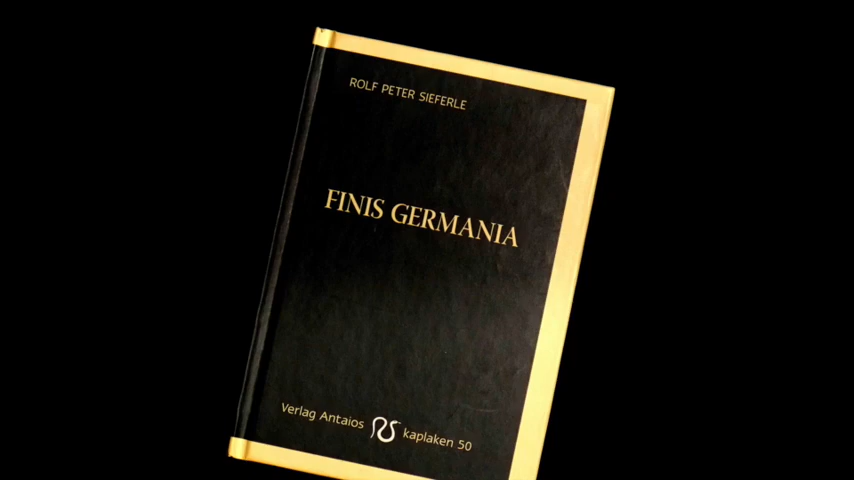 ROLF PETER SIEFERLE
FINIS GERMANIA
Verlag Antaios kaplaken 50